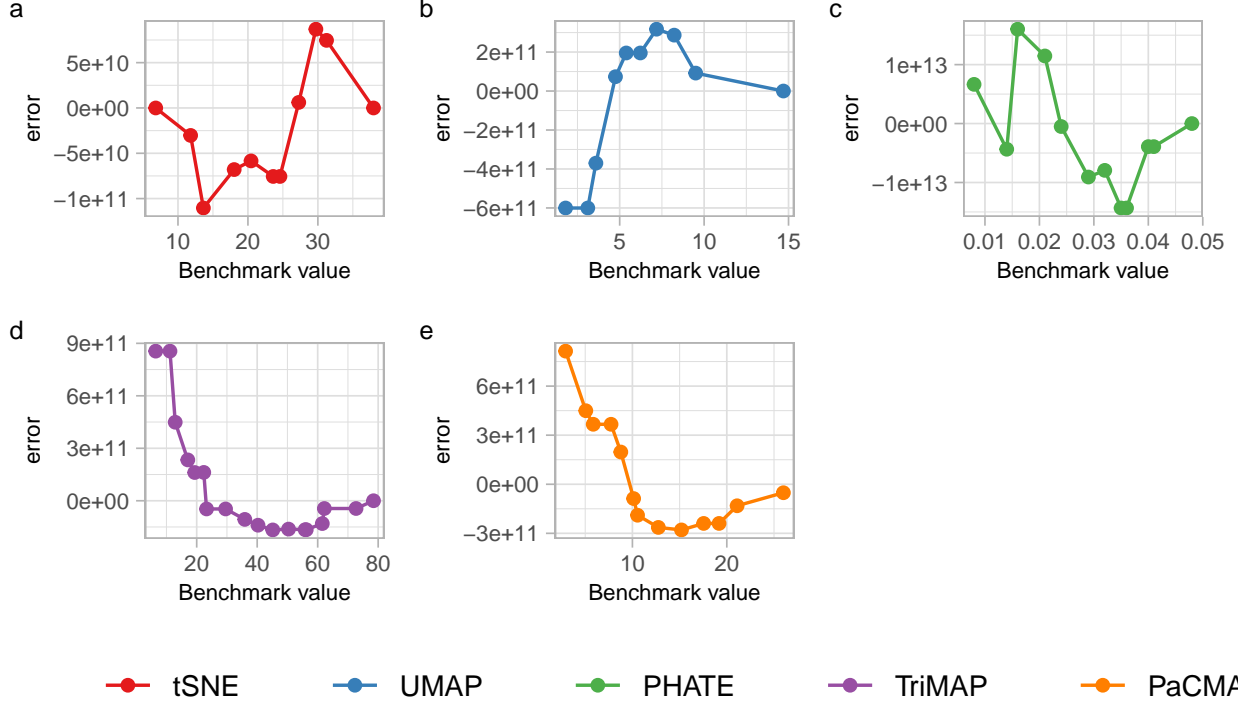 a
b
c
error
5e+10
0e+00
−5e+10
−1e+11
10
20
30
Benchmark value
error
2e+11
0e+00
−2e+11
−4e+11
−6e+11
5
10
15
Benchmark value
error
1e+13
0e+00
−1e+13
0.01
0.02
0.03
0.04
0.05
Benchmark value
d
e
error
9e+11
6e+11
3e+11
0e+00
20
40
60
80
Benchmark value
error
6e+11
3e+11
0e+00
−3e+11
10
20
Benchmark value
tSNE
UMAP
PHATE
TriMAP
PaCMA